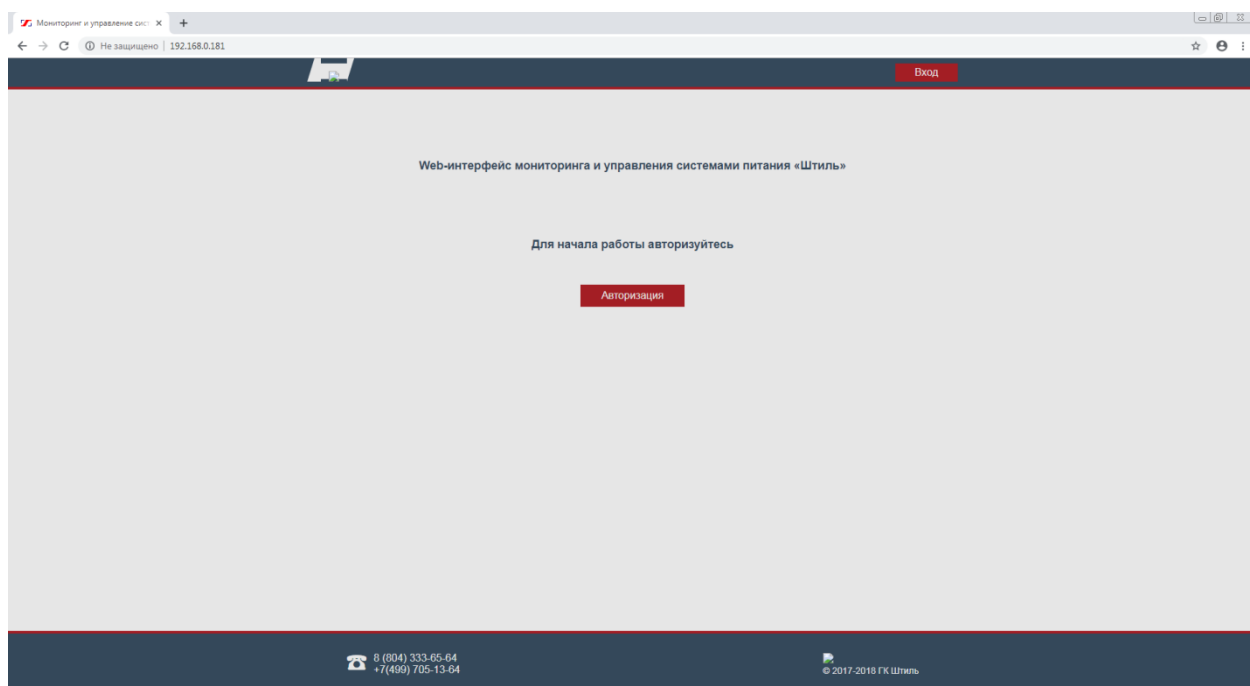 Мониторинг и управление сис
Не защищено | 192.168.0.181
Вход
Web-интерфейс мониторинга и управления системами питания «Штиль»
Для начала работы авторизуйтесь
Авторизация
8 (804) 333-65-64
+7(499) 705-13-64
© 2017-2018 ГК Штиль